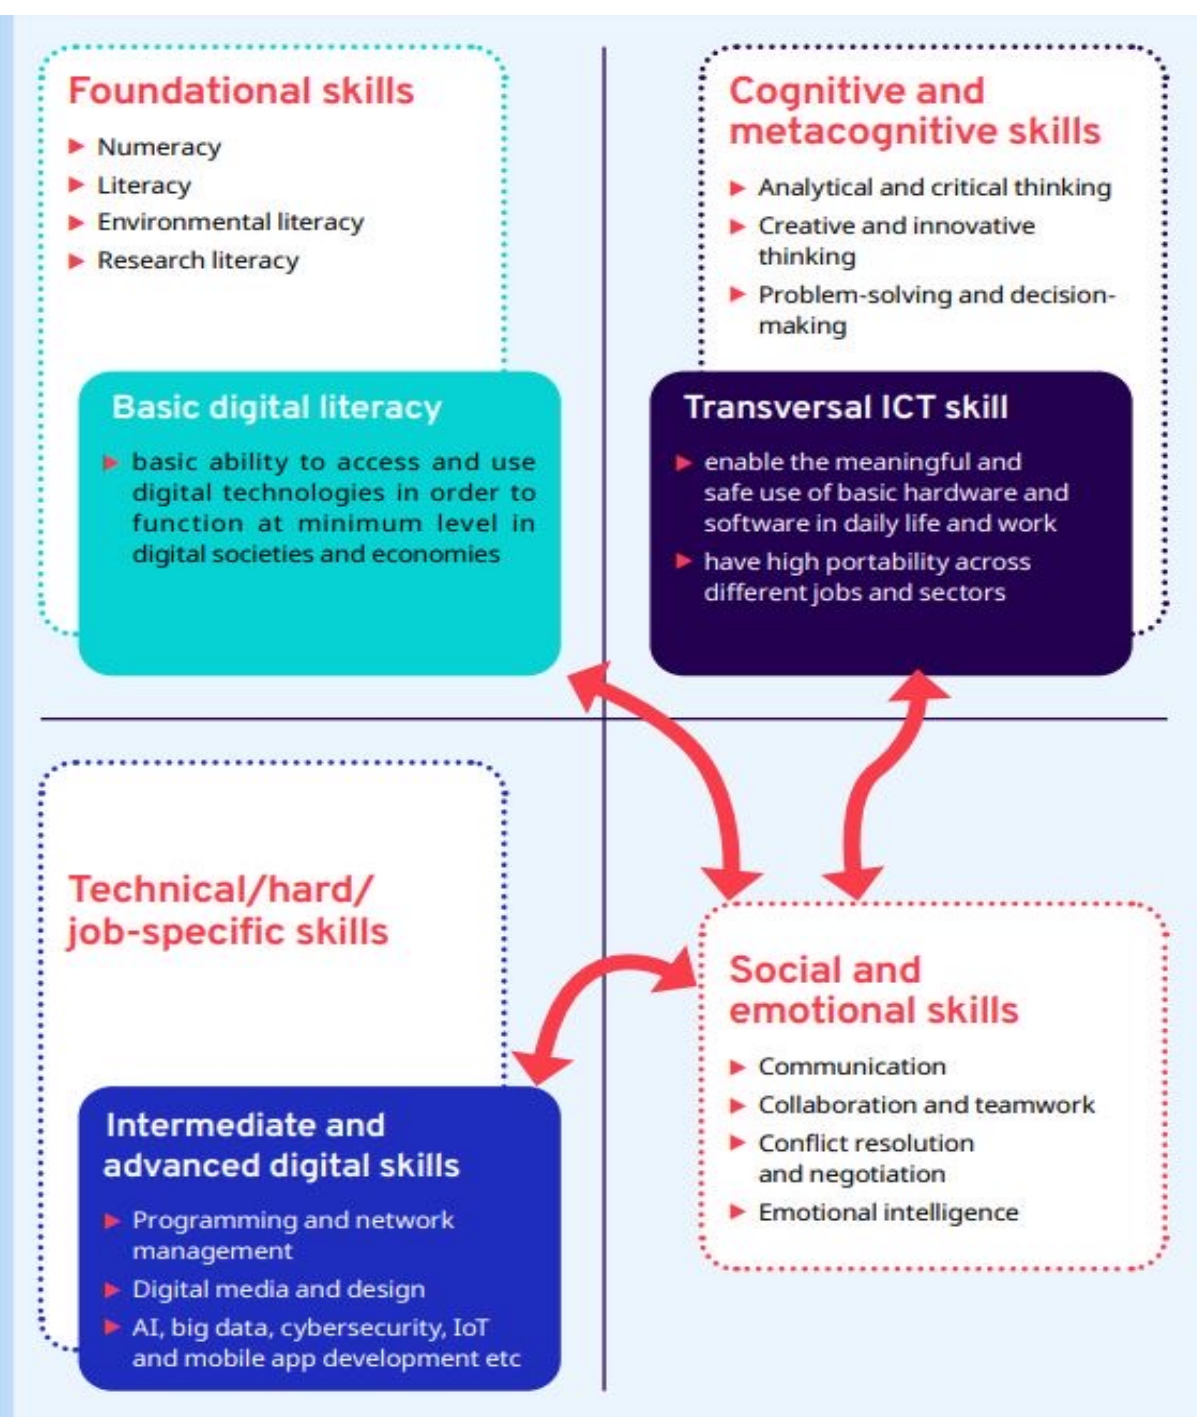 Foundational skills
► Numeracy
► Literacy
► Environmental literacy
► Research literacy
Basic digital literacy
► basic ability to access and use
digital technologies in order to
function at minimum level in
digital societies and economies
Cognitive and
metacognitive skills
► Analytical and critical thinking
► Creative and innovative
thinking
► Problem-solving and decision-
making
Transversal ICT skill
► enable the meaningful and
safe use of basic hardware and
software in daily life and work
► have high portability across
different jobs and sectors
Technical/hard/
job-specific skills
Intermediate and
advanced digital skills
► Programming and network
management
► Digital media and design
► AI, big data, cybersecurity, IoT
and mobile app development etc
Social and
emotional skills
► Communication
► Collaboration and teamwork
► Conflict resolution
and negotiation
► Emotional intelligence